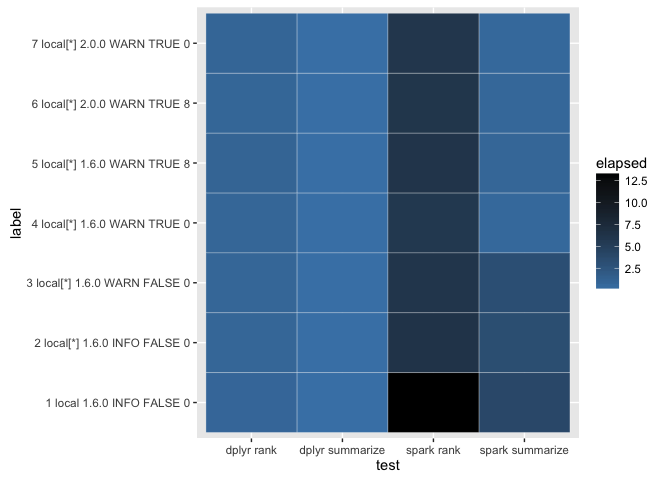 7 local[*] 2.0.0 WARN TRUE 0
6 local[*] 2.0.0 WARN TRUE 8
5 local[*] 1.6.0 WARN TRUE 8
4 local[*] 1.6.0 WARN TRUE 0
3 local[*] 1.6.0 WARN FALSE 0
2 local[*] 1.6.0 INFO FALSE 0
1 local 1.6.0 INFO FALSE 0
label
dplyr rank
dplyr summarize
spark rank
spark summarize
test
elapsed
12.5
10.0
7.5
5.0
2.5